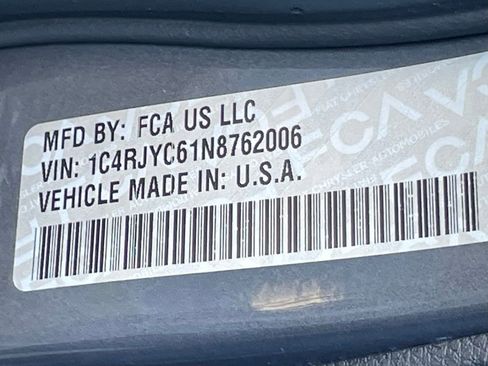 MFD BY: FCA US LLC
VIN: 1C4RJYC61N8762006
VEHICLE MADE IN: U.S.A.